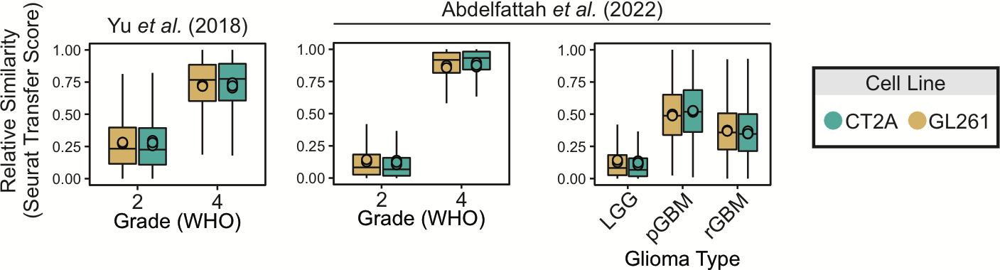 Relative Similarity
(Seurat Transfer Score)
Yu et al. (2018)
1.00
0.75
0.50
0.25
0.00
2
4
Grade (WHO)
Abdelfattah et al. (2022)
1.00
0.75
0.50
0.25
0.00
2
4
Grade (WHO)
1.00
0.75
0.50
0.25
0.00
LGG
pGBM
rGBM
Glioma Type
Cell Line
CT2A
GL261